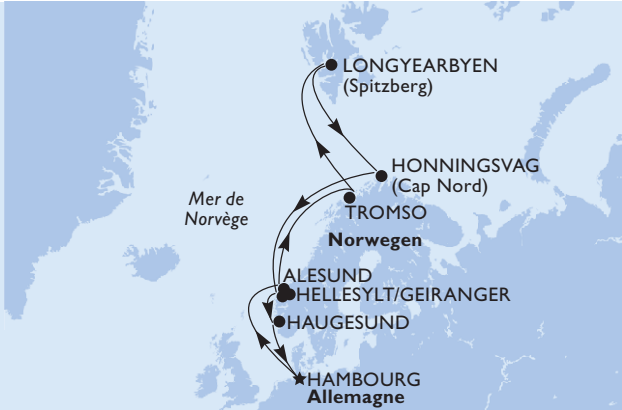 LONGYEARBYEN
(Spitzberg)
HONNINGSVAG
(Cap Nord)
Mer de
Norvège
TROMSO
Norwegen
ALESUND
HELLESYLT/GEIRANGER
HAUGESUND
HAMBOURG
Allemagne